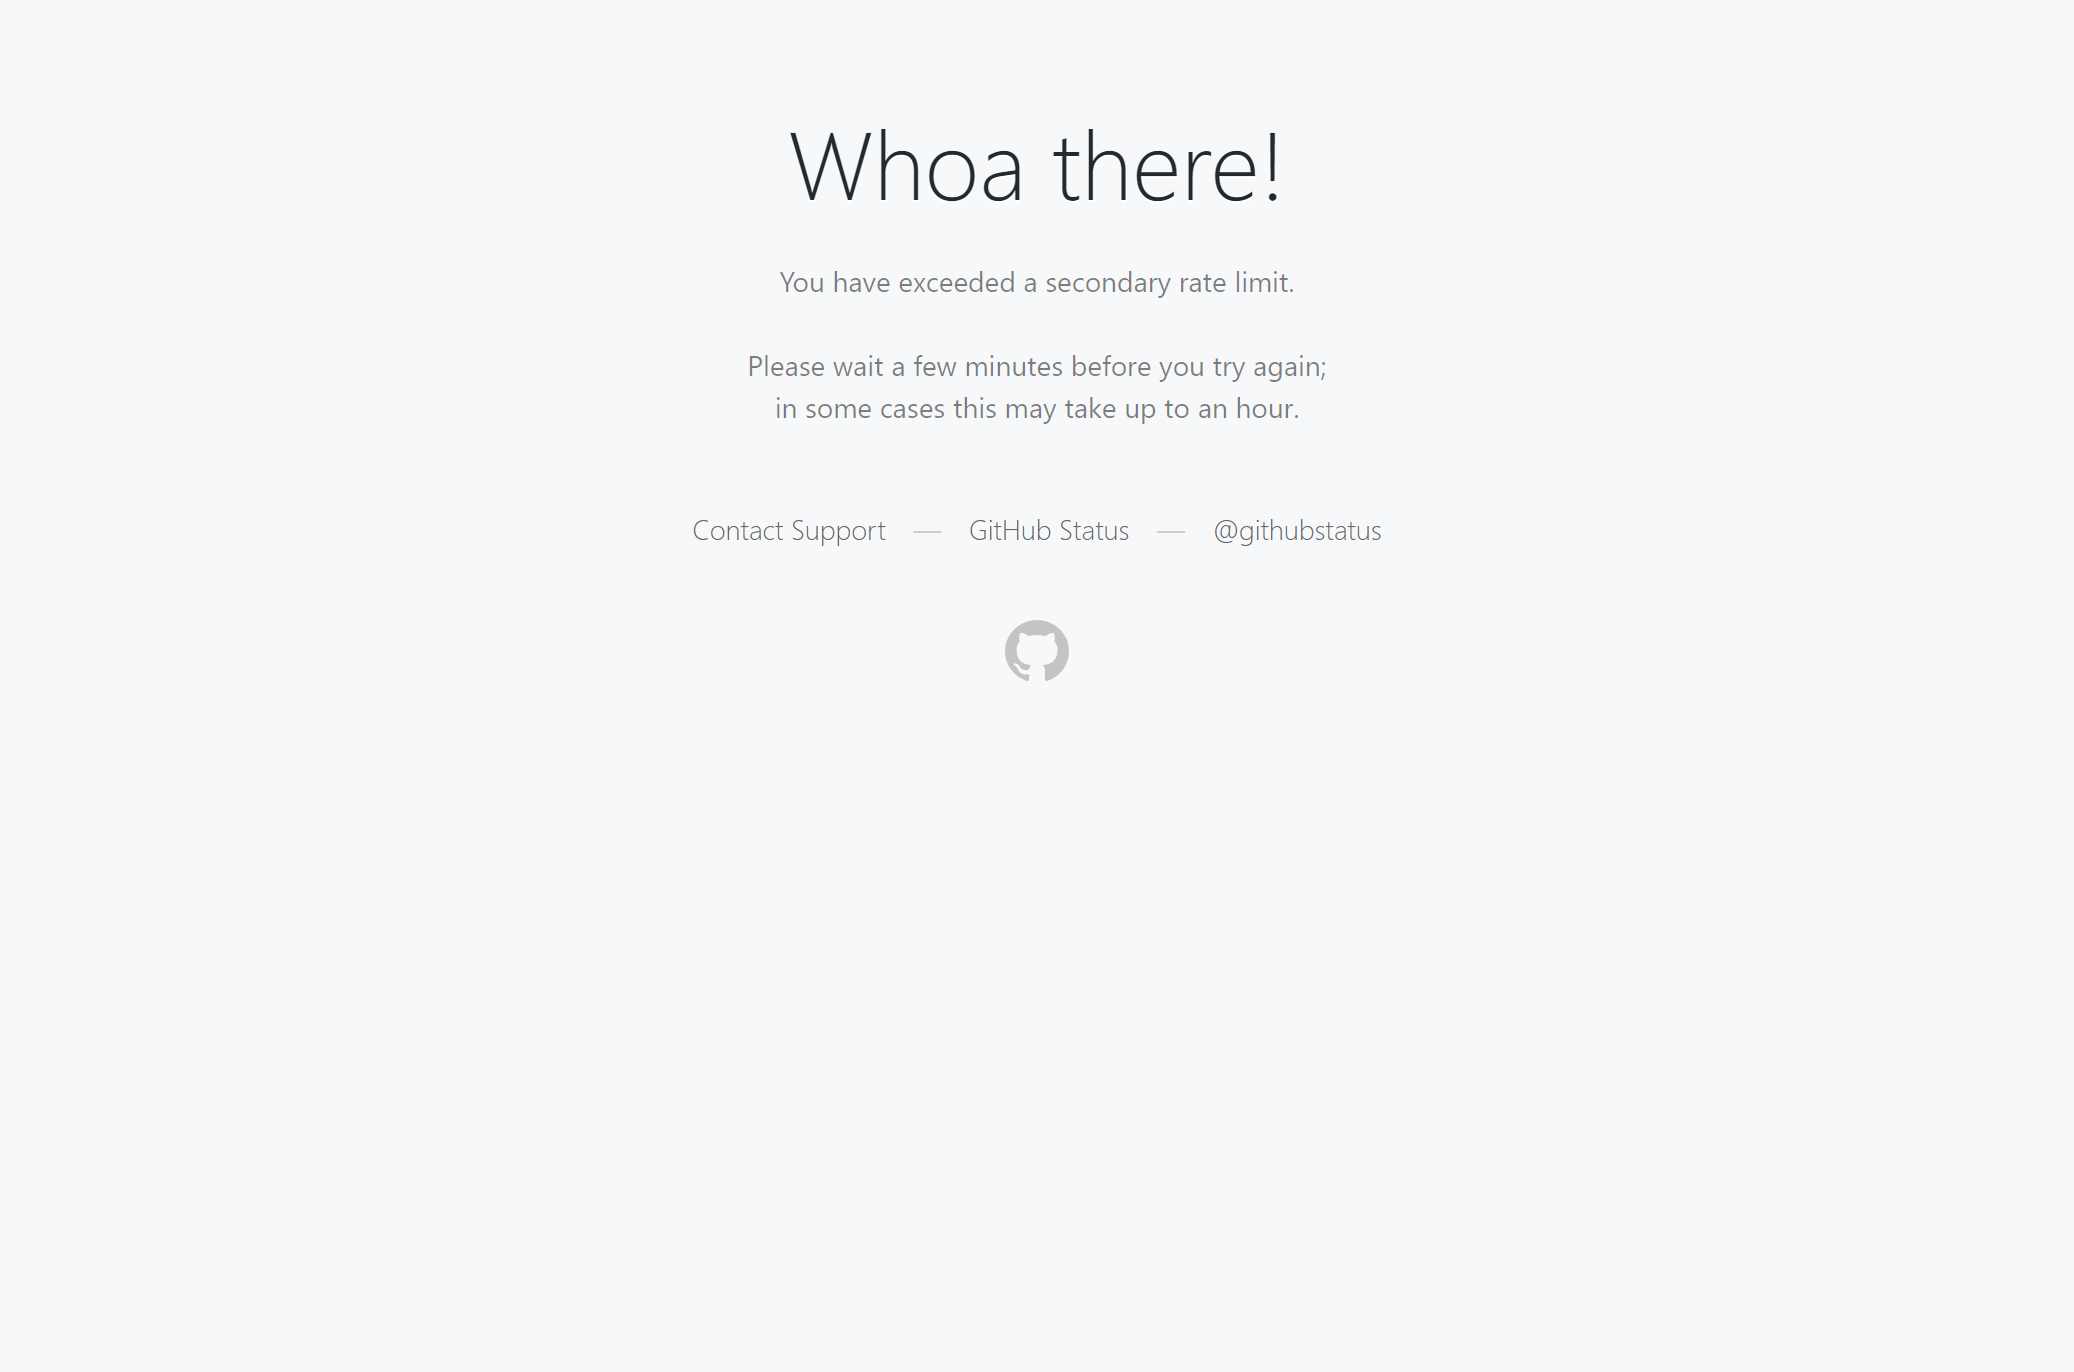 Whoa there!
You have exceeded a secondary rate limit.
Please wait a few minutes before you try again;
in some cases this may take up to an hour.
Contact Support — GitHub Status — @githubstatus